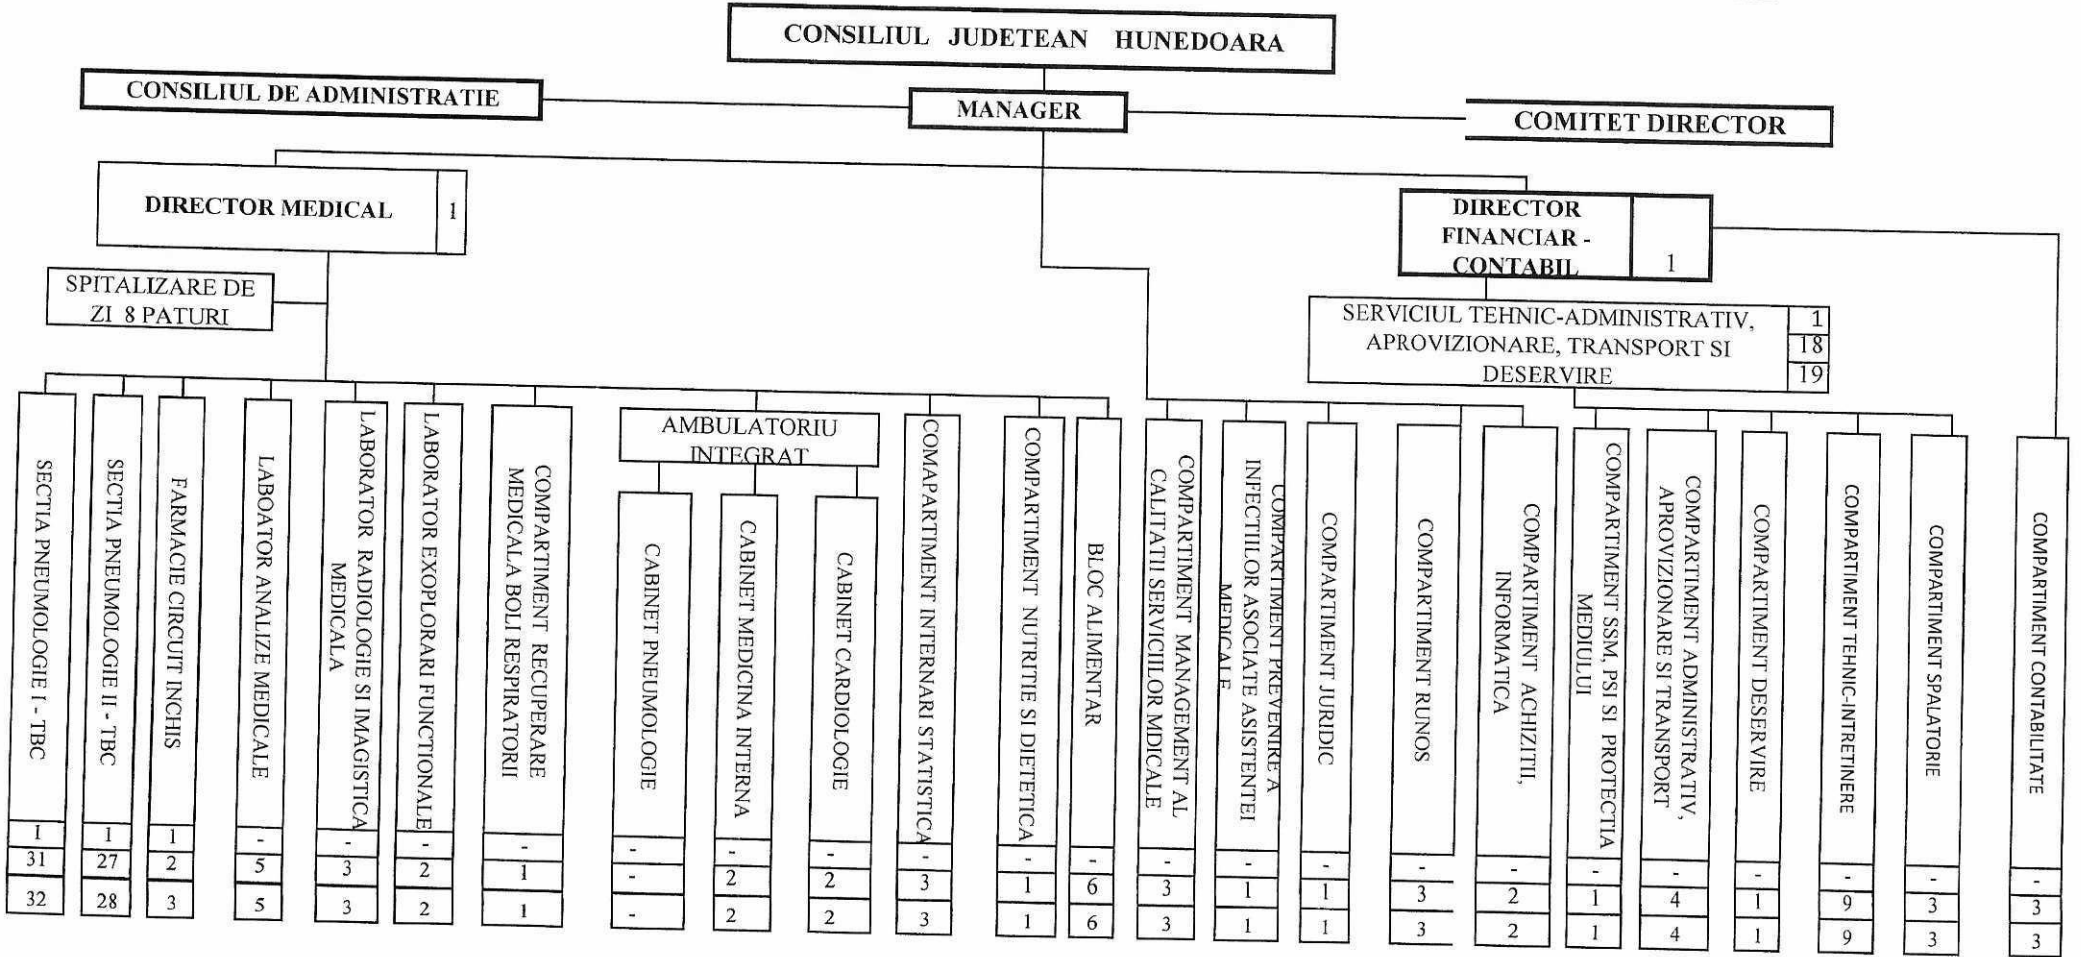 CONSILIUL JUDETEAN HUNEDOARA
CONSILIUL DE ADMINISTRATIE
MANAGER
COMITET DIRECTOR
DIRECTOR MEDICAL
1
DIRECTOR
FINANCIAR -
CONTABIL
1
SPITALIZARE DE
ZI 8 PATURI
SERVICIUL TEHNIC-ADMINISTRATIV,
APROVIZIONARE, TRANSPORT SI
DESERVIRE
1
18
19
SECTIA PNEUMOLOGIE I - TBC
1
31
32
SECTIA PNEUMOLOGIE II - TBC
1
27
28
FARMACIE CIRCUIT INCHIS
1
2
3
LABOATOR ANALIZE MEDICALE
-
5
5
LABORATOR RADIOLOGIE SI IMAGISTICA
MEDICALA
-
3
3
LABORATOR EXOPLORARI FUNCTIONALE
-
2
2
COMPARTIMENT RECUPERARE
MEDICALA BOLI RESPIRATORII
-
1
1
AMBULATORIU
INTEGRAT
CABINET PNEUMOLOGIE
-
-
-
CABINET MEDICINA INTERNA
-
2
2
CABINET CARDIOLOGIE
-
2
2
COMAPARTIMENT INTERNARI STATISTICA
-
3
3
COMPARTIMENT NUTRITIE SI DIETETICA
-
1
1
BLOC ALIMENTAR
-
6
6
COMPARTIMENT MANAGEMENT AL
CALITATII SERVICIILOR MDICALE
-
3
3
COMPARTIMENT PREVENIRE A
INFECTIILOR ASOCIATE ASISTENTEI
MEDICALE
-
1
1
COMPARTIMENT JURIDIC
-
1
1
COMPARTIMENT RUNOS
-
3
3
COMPARTIMENT ACHIZITII,
INFORMATICA
-
2
2
COMPARTIMENT SSM, PSI SI PROTECTIA
MEDIULUI
-
1
1
COMPARTIMENT ADMINISTRATIV,
APROVIZIONARE SI TRANSPORT
-
4
4
COMPARTIMENT DESERVIRE
-
1
1
COMPARTIMENT TEHNIC-INTRETINERE
-
9
9
COMPARTIMENT SPALATORIE
-
3
3
COMPARTIMENT CONTABILITATE
-
3
3